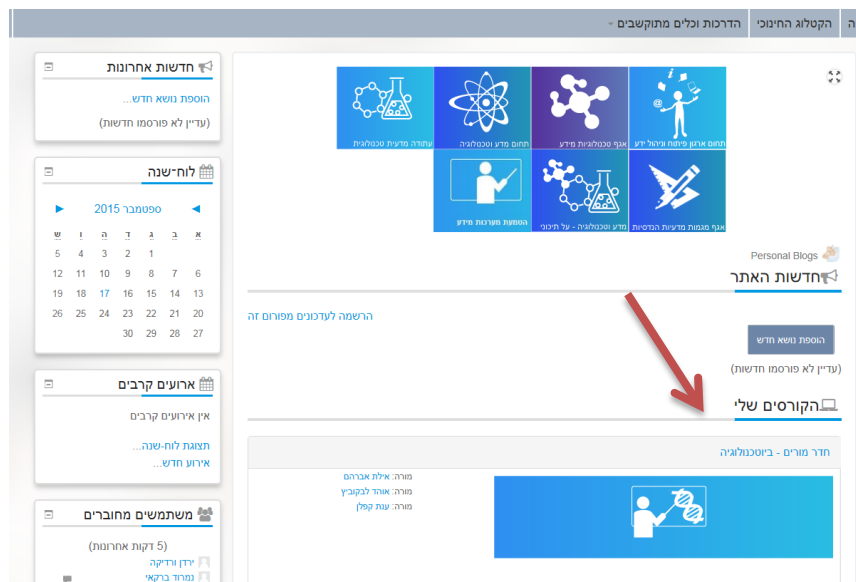 ה
הקטלוג החינוכי
הדרכות וכלים מתוקשבים
תחום ארגון פיתוח וניהול ידע
אגף טכנולוגיות מידע
תחום מדע וטכנולוגיה
עתודה מדעית טכנולוגית
אגף מגמות מדעיות הנדסיות
מדע וטכנולוגיה - על תיכוני
הטמעת מערכות מידע
Personal Blogs
חדשות האתר
הרשמה לעדכונים מפורום זה
הוספת נושא חדש
(עדיין לא פורסמו חדשות)
הקורסים שלי
חדר מורים - ביוטכנולוגיה
מורה: אילת אברהם
מורה: אוהד לבקוביץ
מורה: ענת קפלן
חדשות אחרונות
הוספת נושא חדש...
(עדיין לא פורסמו חדשות)
לוח־שנה
ספטמבר 2015
א ב ג ד ה ו ש
1 2 3 4 5
6 7 8 9 10 11 12
13 14 15 16 17 18 19
20 21 22 23 24 25 26
27 28 29 30
ארועים קרבים
אין אירועים קרבים
תצוגת לוח-שנה...
אירוע חדש...
משתמשים מחוברים
(5 דקות אחרונות)
ירדן ורדיקה
נמרוד ברקאי